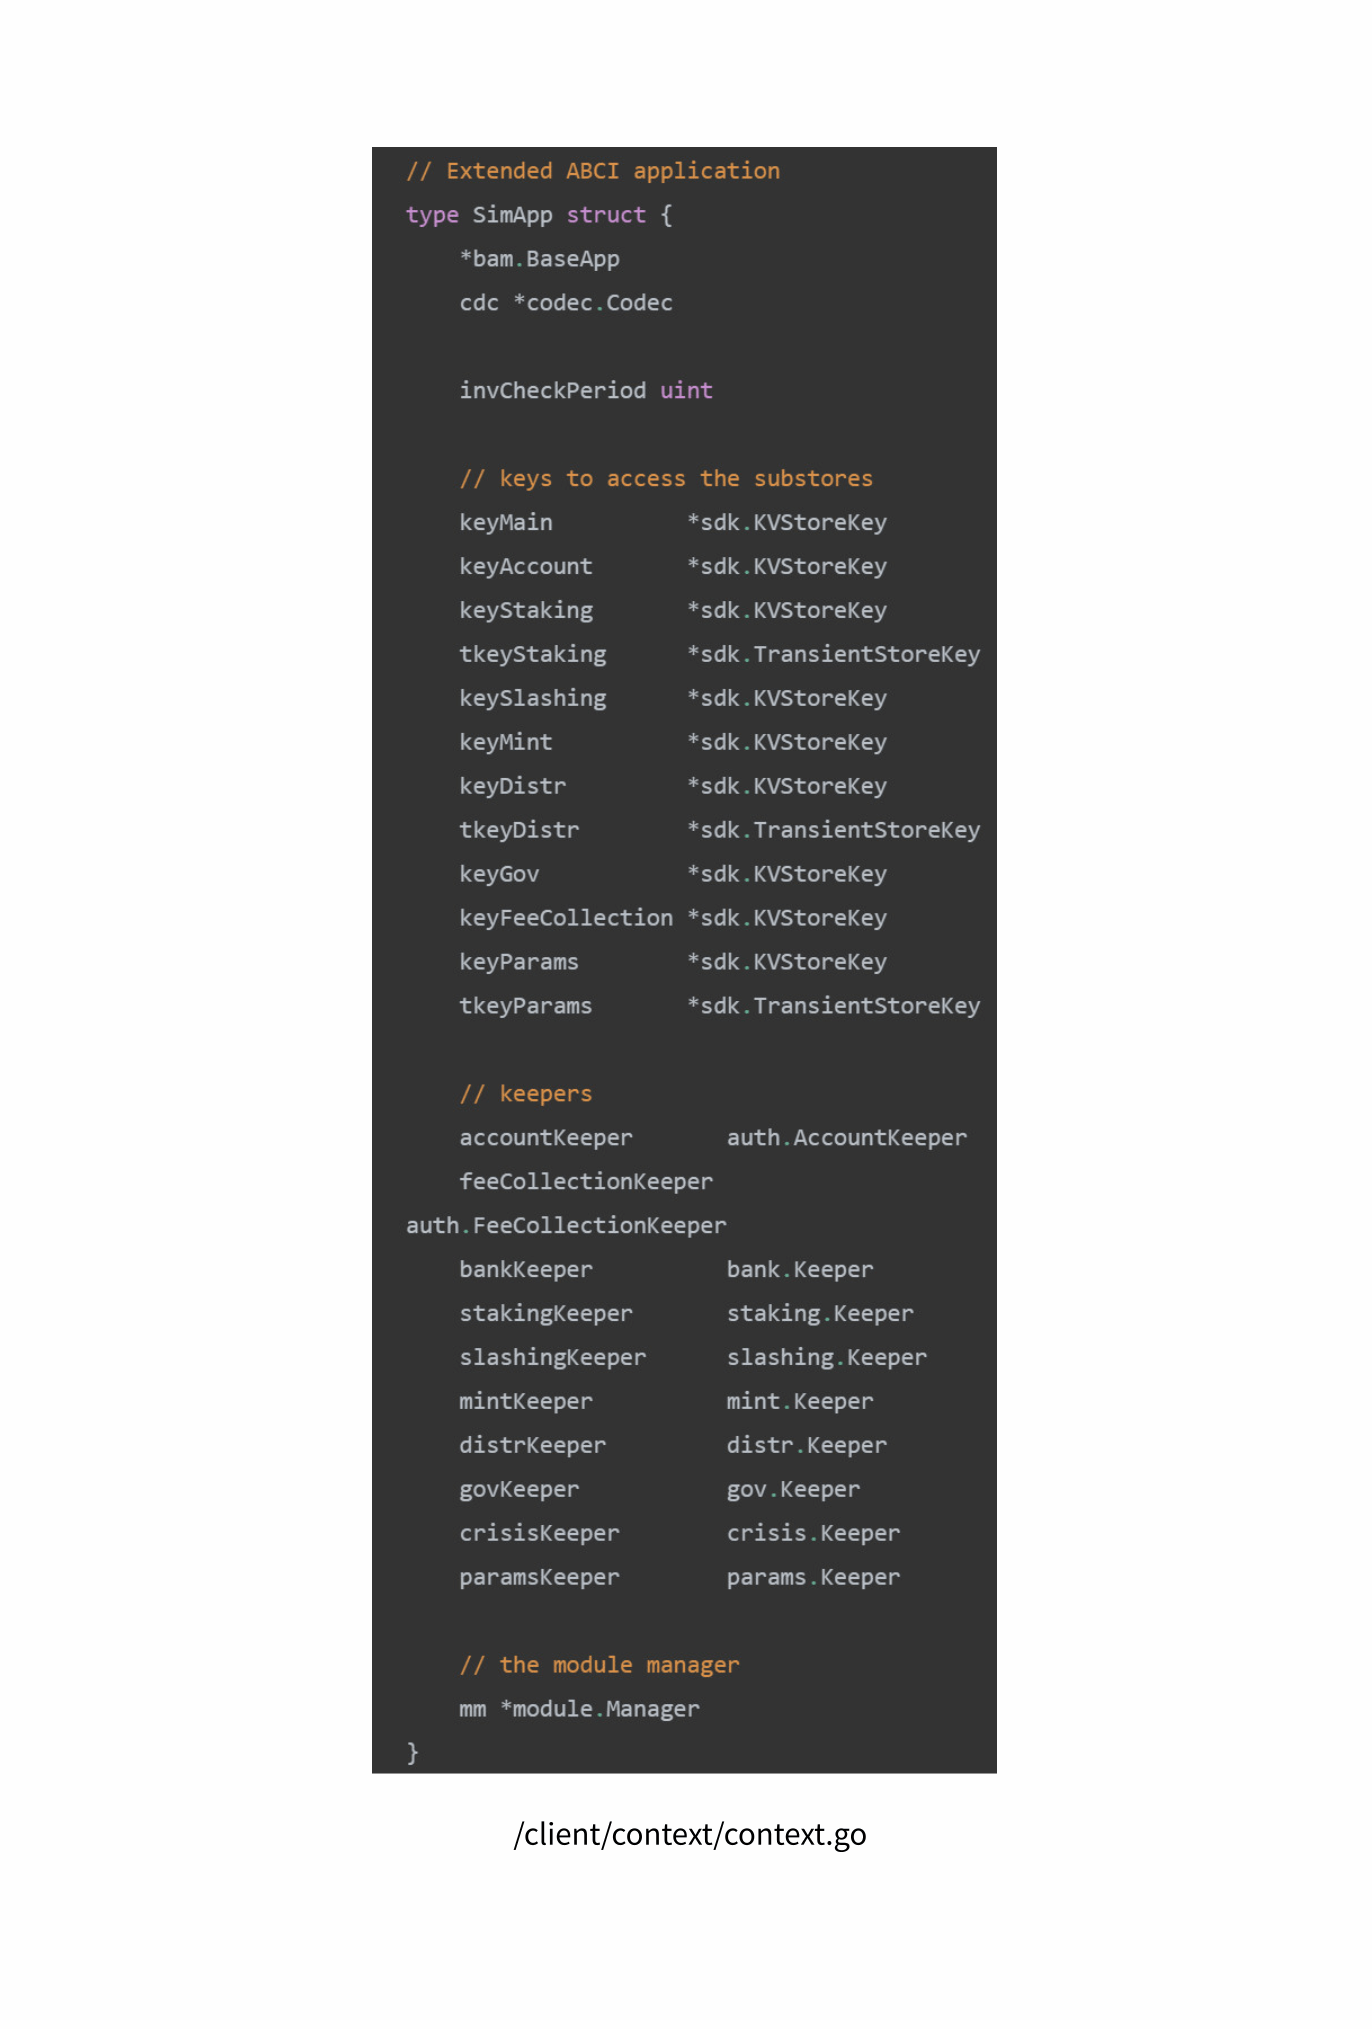 // Extended ABCI application
type SimApp struct {
    *bam.BaseApp
    cdc *codec.Codec

    invCheckPeriod uint

    // keys to access the substores
    keyMain          *sdk.KVStoreKey
    keyAccount       *sdk.KVStoreKey
    keyStaking       *sdk.KVStoreKey
    tkeyStaking      *sdk.TransientStoreKey
    keySlashing      *sdk.KVStoreKey
    keyMint          *sdk.KVStoreKey
    keyDistr         *sdk.KVStoreKey
    tkeyDistr        *sdk.TransientStoreKey
    keyGov           *sdk.KVStoreKey
    keyFeeCollection *sdk.KVStoreKey
    keyParams        *sdk.KVStoreKey
    tkeyParams       *sdk.TransientStoreKey

    // keepers
    accountKeeper       auth.AccountKeeper
    feeCollectionKeeper
auth.FeeCollectionKeeper
    bankKeeper          bank.Keeper
    stakingKeeper       staking.Keeper
    slashingKeeper      slashing.Keeper
    mintKeeper          mint.Keeper
    distrKeeper         distr.Keeper
    govKeeper           gov.Keeper
    crisisKeeper        crisis.Keeper
    paramsKeeper        params.Keeper

    // the module manager
    mm *module.Manager
}
/client/context/context.go